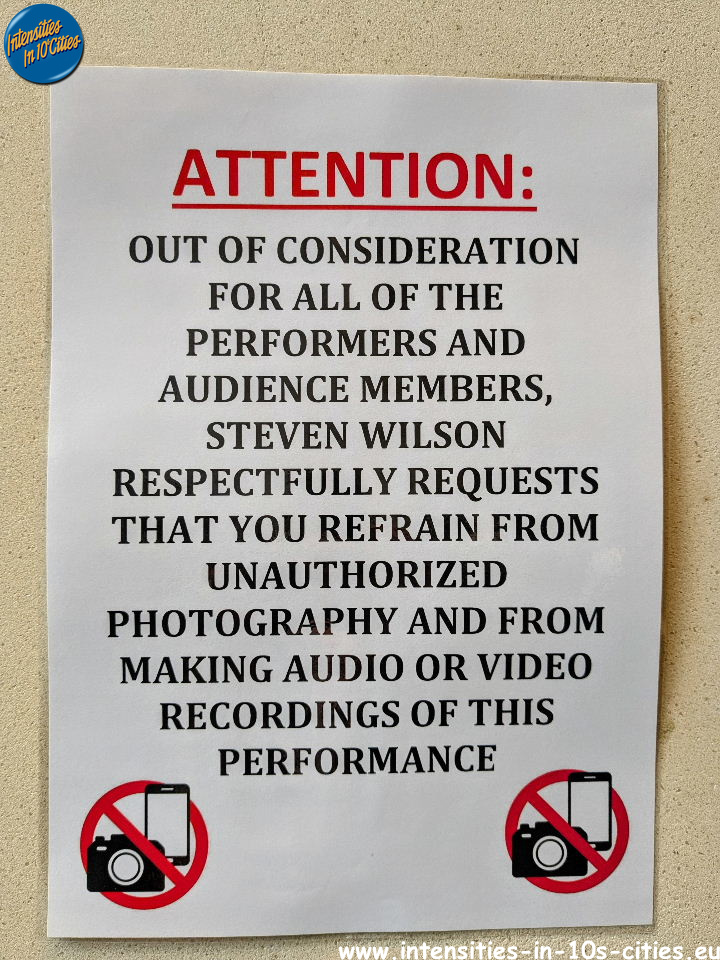 Intensities
In 10 Cities
ATTENTION:
OUT OF CONSIDERATION
FOR ALL OF THE
PERFORMERS AND
AUDIENCE MEMBERS,
STEVEN WILSON
RESPECTFULLY REQUESTS
THAT YOU REFRAIN FROM
UNAUTHORIZED
PHOTOGRAPHY AND FROM
MAKING AUDIO OR VIDEO
RECORDINGS OF THIS
PERFORMANCE
www.intensities-in-10s-cities.eu